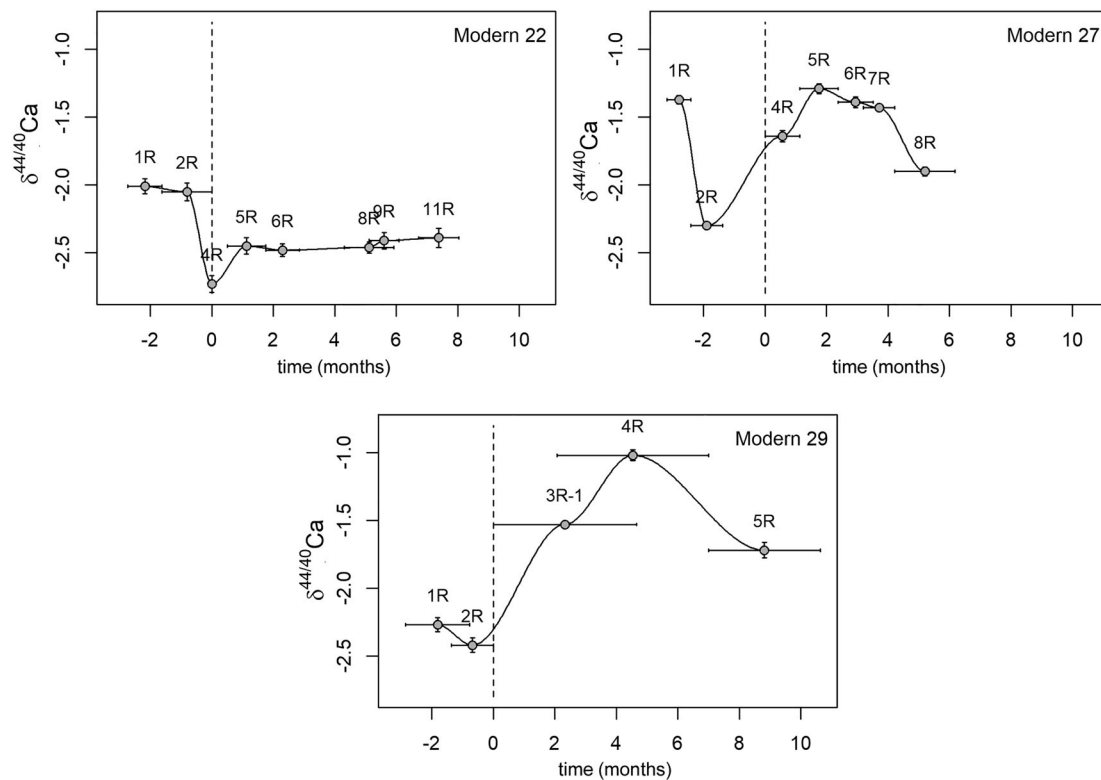 Modern 22
-1.0
-1.5
-2.0
-2.5
δ44/40Ca
1R
2R
4R
5R
6R
8R
9R
11R
-2 0 2 4 6 8 10
time (months)
Modern 27
-1.0
-1.5
-2.0
-2.5
δ44/40Ca
1R
2R
4R
5R
6R
7R
8R
-2 0 2 4 6 8 10
time (months)
Modern 29
-1.0
-1.5
-2.0
-2.5
δ44/40Ca
1R
2R
3R-1
4R
5R
-2 0 2 4 6 8 10
time (months)